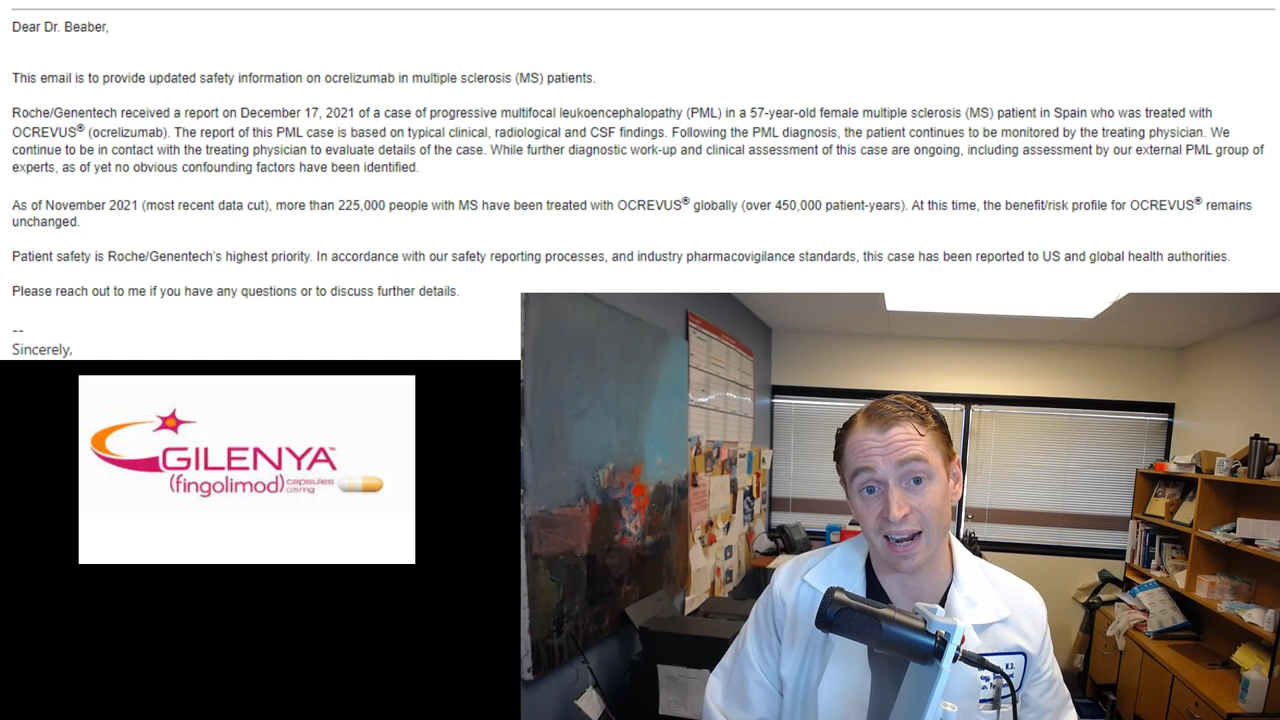 Dear Dr. Beaber,
This email is to provide updated safety information on ocrelizumab in multiple sclerosis (MS) patients.
Roche/Genentech received a report on December 17, 2021 of a case of progressive multifocal leukoencephalopathy (PML) in a 57-year-old female multiple sclerosis (MS) patient in Spain who was treated with
OCREVUS® (ocrelizumab). The report of this PML case is based on typical clinical, radiological and CSF findings. Following the PML diagnosis, the patient continues to be monitored by the treating physician. We
continue to be in contact with the treating physician to evaluate details of the case. While further diagnostic work-up and clinical assessment of this case are ongoing, including assessment by our external PML group of
experts, as of yet no obvious confounding factors have been identified.
As of November 2021 (most recent data cut), more than 225,000 people with MS have been treated with OCREVUS® globally (over 450,000 patient-years). At this time, the benefit/risk profile for OCREVUS® remains
unchanged.
Patient safety is Roche/Genentech's highest priority. In accordance with our safety reporting processes, and industry pharmacovigilance standards, this case has been reported to US and global health authorities.
Please reach out to me if you have any questions or to discuss further details.
--
Sincerely,
GILENYA™
(fingolimod) capsules
0.5 mg